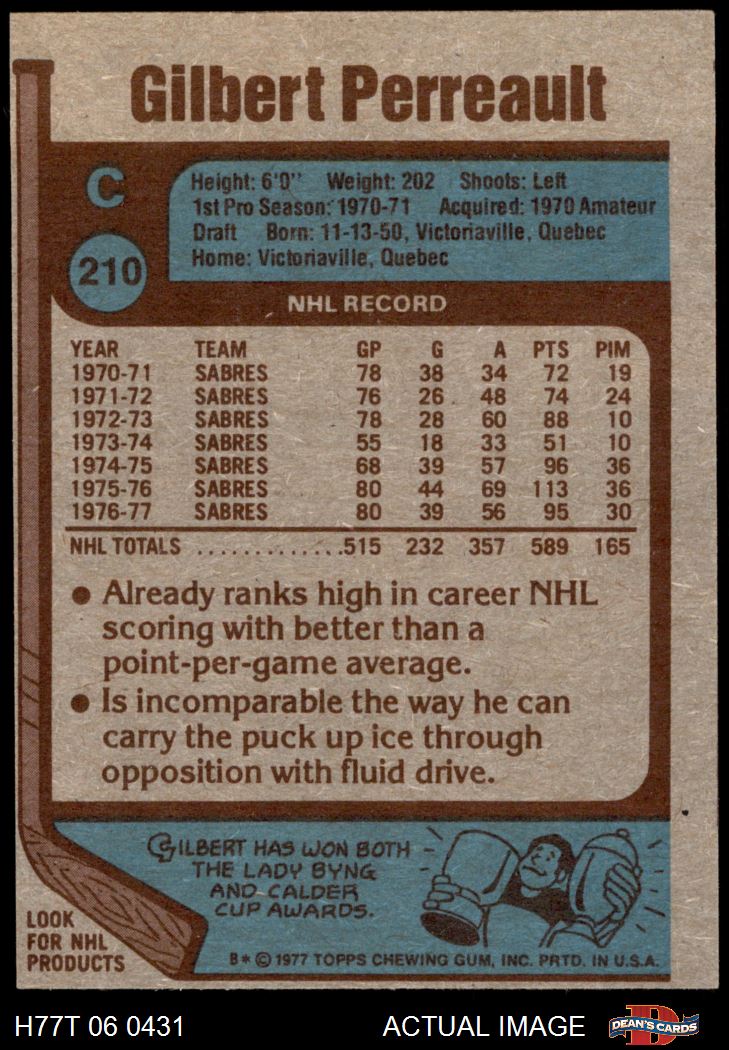 Gilbert Perreault
C
210
Height: 6'0" Weight: 202 Shoots: Left
1st Pro Season: 1970-71 Acquired: 1970 Amateur
Draft Born: 11-13-50, Victoriaville, Quebec
Home: Victoriaville, Quebec
NHL RECORD
YEAR TEAM GP G A PTS PIM
1970-71 SABRES 78 38 34 72 19
1971-72 SABRES 76 26 48 74 24
1972-73 SABRES 78 28 60 88 10
1973-74 SABRES 55 18 33 51 10
1974-75 SABRES 68 39 57 96 36
1975-76 SABRES 80 44 69 113 36
1976-77 SABRES 80 39 56 95 30
NHL TOTALS .............515 232 357 589 165
● Already ranks high in career NHL
scoring with better than a
point-per-game average.
● Is incomparable the way he can
carry the puck up ice through
opposition with fluid drive.
GILBERT HAS WON BOTH
THE LADY BYNG
AND CALDER
CUP AWARDS.
LOOK
FOR NHL
PRODUCTS
B* © 1977 TOPPS CHEWING GUM, INC. PRTD. IN U.S.A.
H77T 06 0431 ACTUAL IMAGE DEAN'S CARDS